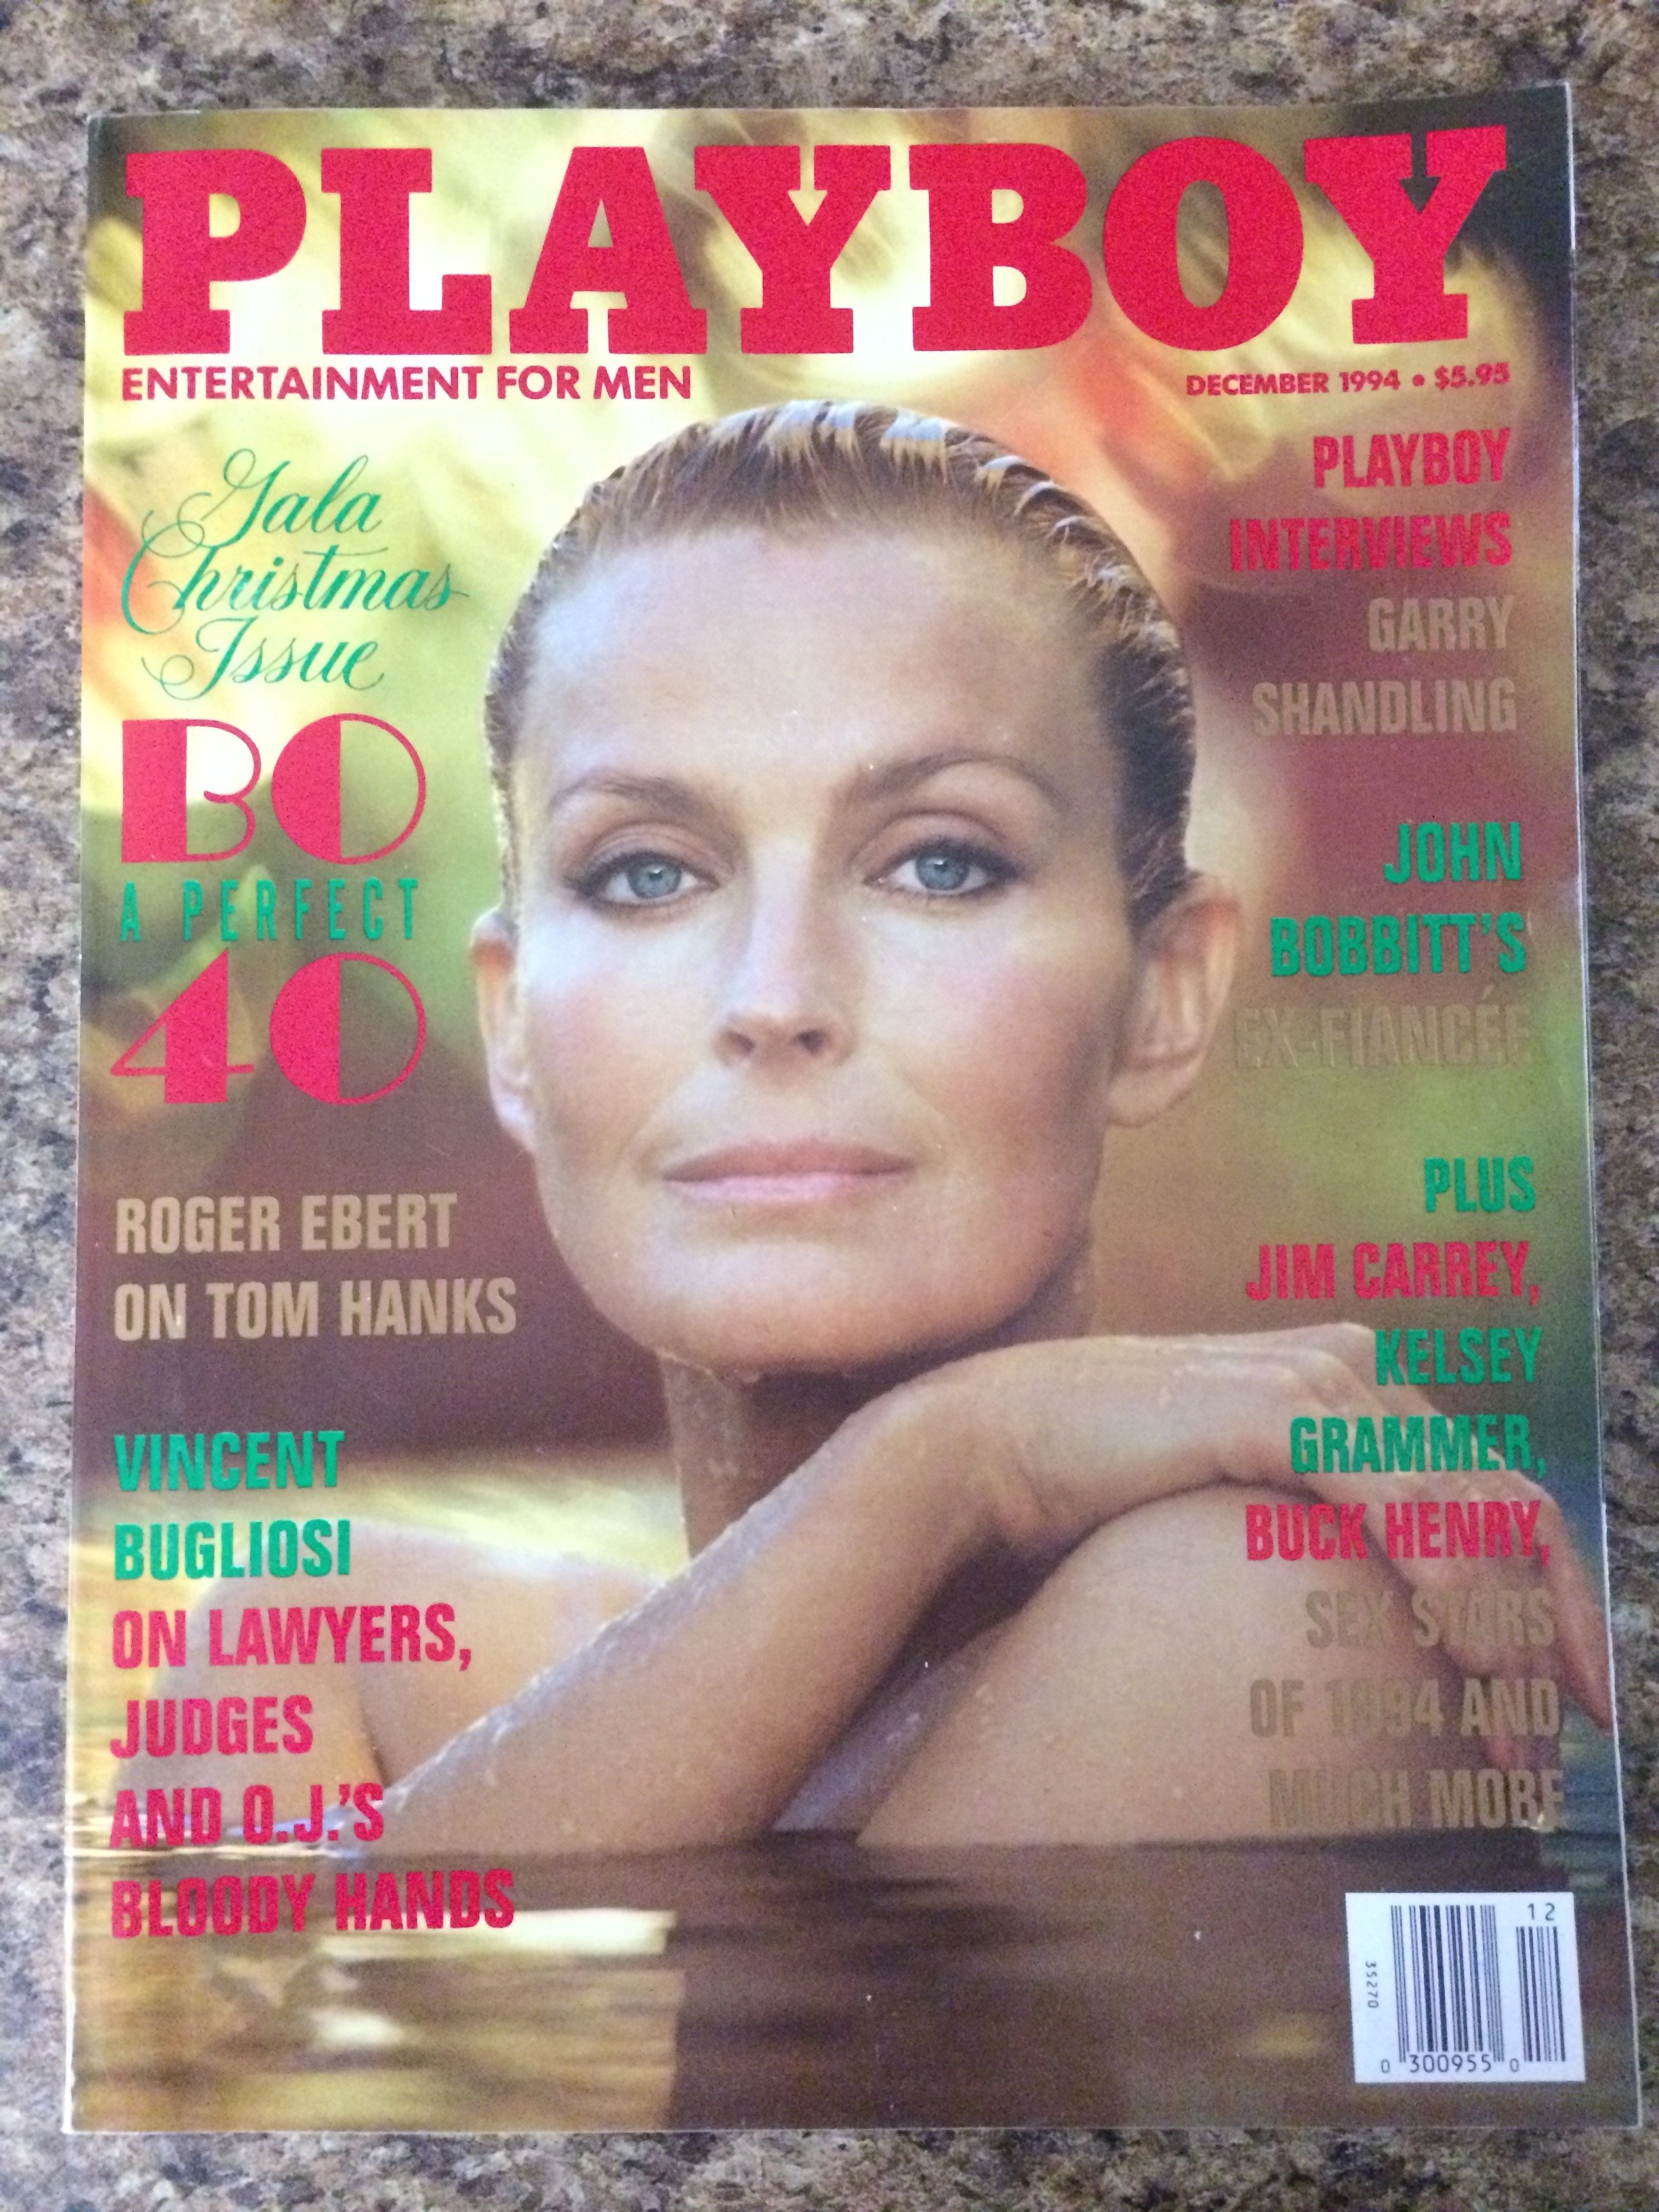 PLAYBOY
ENTERTAINMENT FOR MEN
DECEMBER 1994 • $5.95
Gala
Christmas
Issue
BO
A PERFECT
40
ROGER EBERT
ON TOM HANKS
VINCENT
BUGLIOSI
ON LAWYERS,
JUDGES
AND O.J.'S
BLOODY HANDS
PLAYBOY
INTERVIEWS
GARRY
SHANDLING
JOHN
BOBBITT'S
EX-FIANCÉE
PLUS
JIM CARREY,
KELSEY
GRAMMER,
BUCK HENRY,
SEX STARS
OF 1994 AND
MUCH MORE
12
35270
0 300955 0